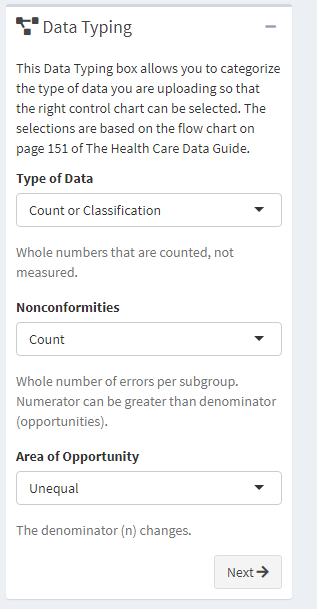 Data Typing
This Data Typing box allows you to categorize
the type of data you are uploading so that
the right control chart can be selected. The
selections are based on the flow chart on
page 151 of The Health Care Data Guide.
Type of Data
Count or Classification
Whole numbers that are counted, not
measured.
Nonconformities
Count
Whole number of errors per subgroup.
Numerator can be greater than denominator
(opportunities).
Area of Opportunity
Unequal
The denominator (n) changes.
Next